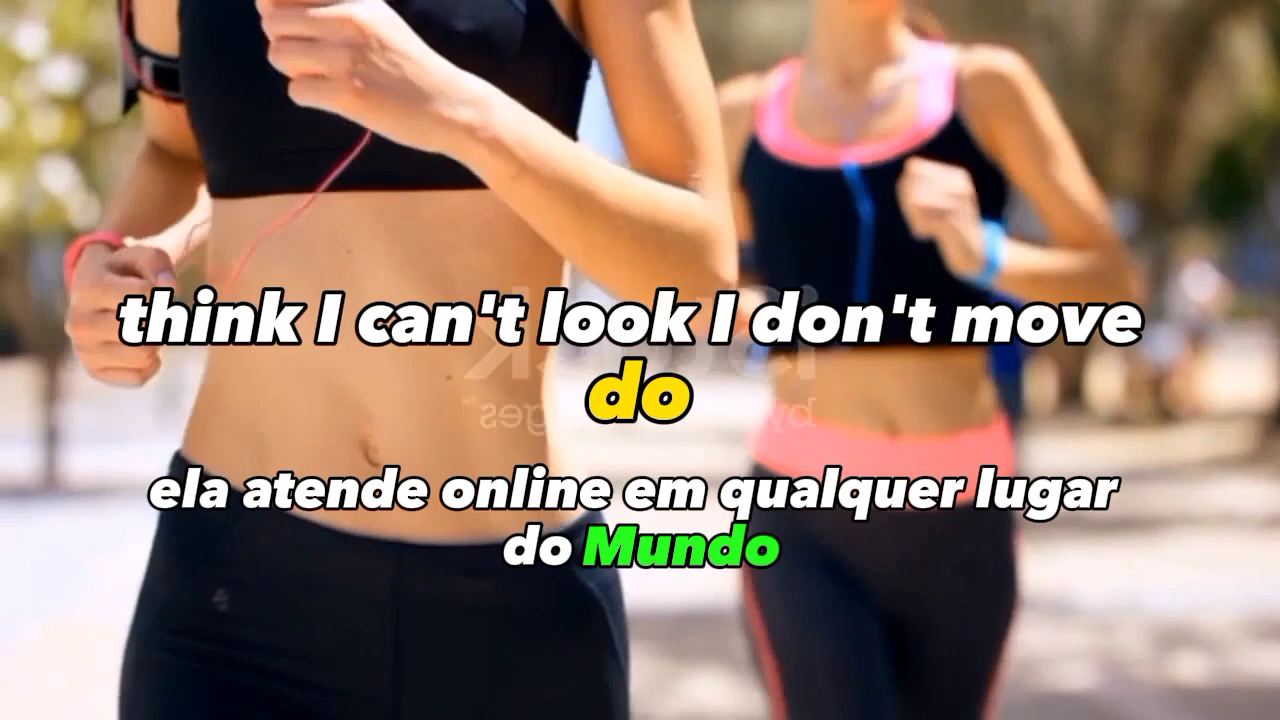 think I can't look I don't move
do
ela atende online em qualquer lugar
do Mundo